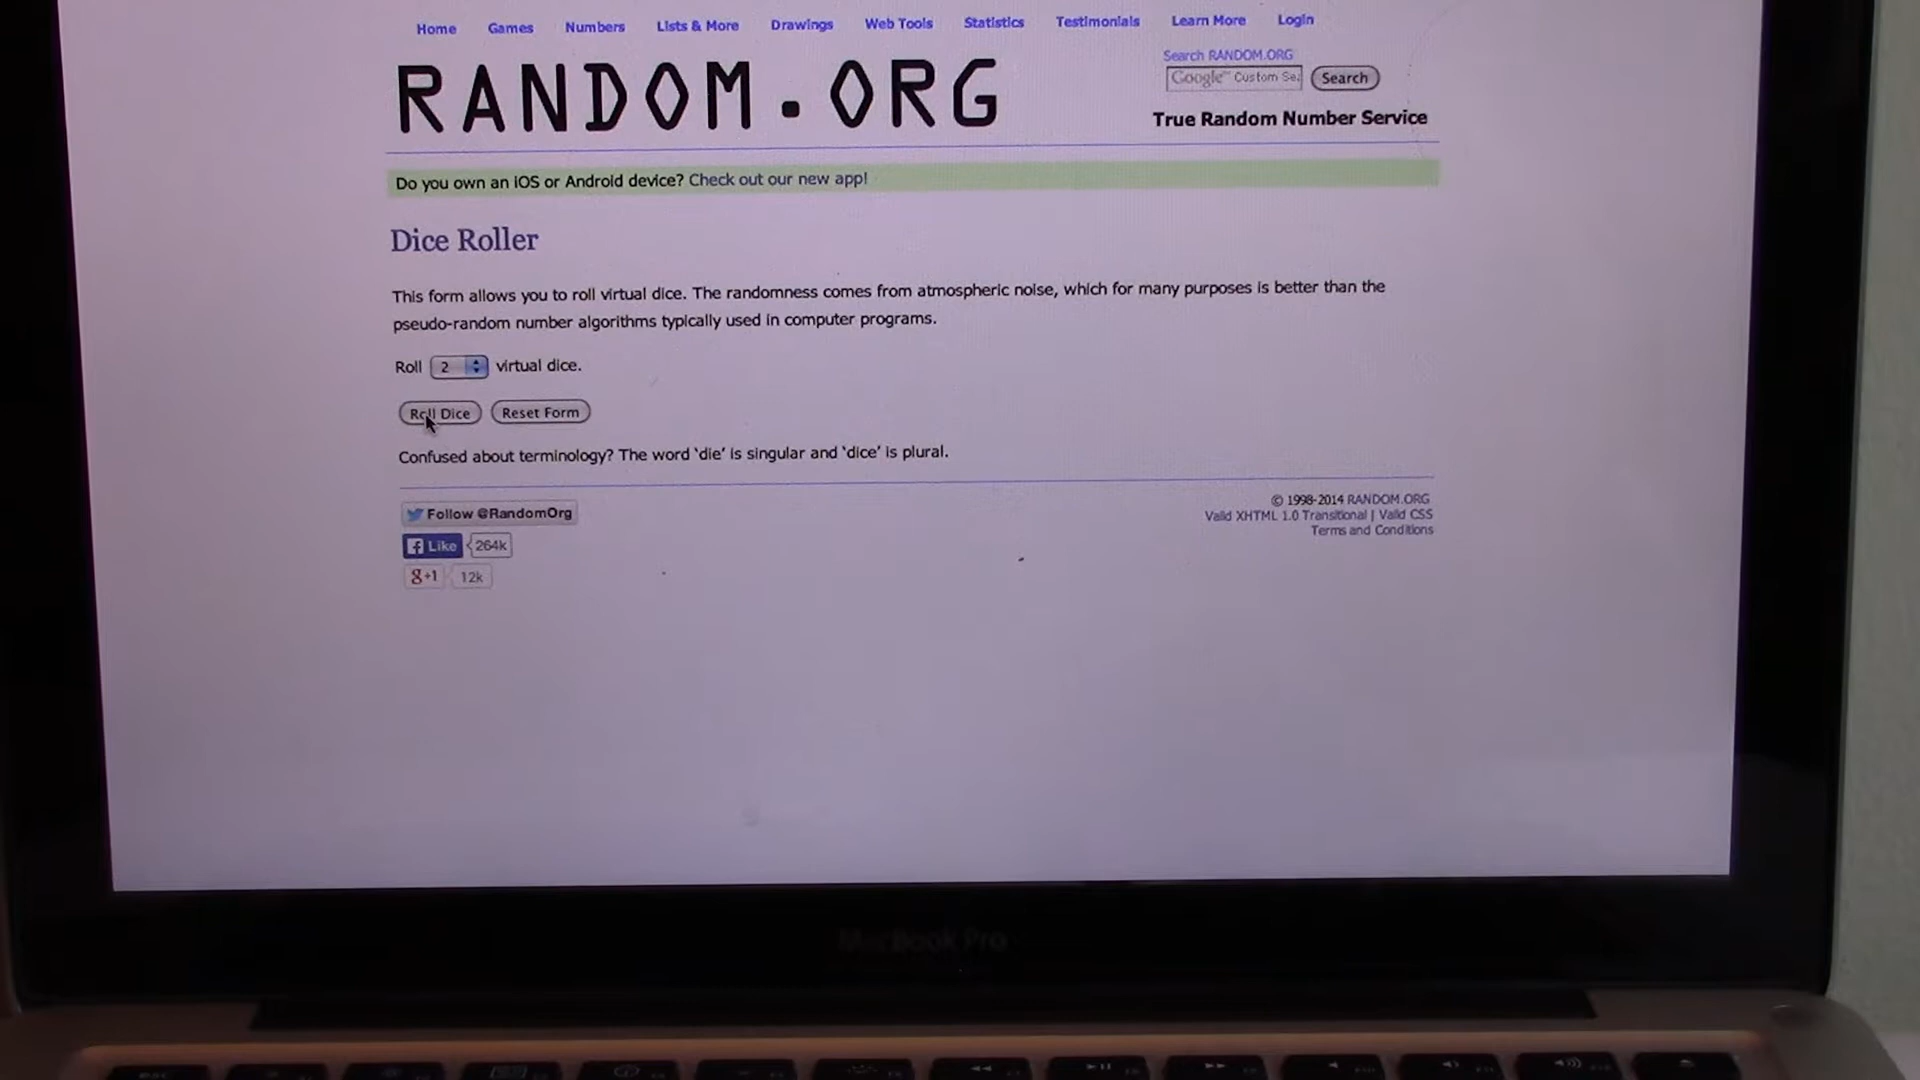 Home Games Numbers Lists & More Drawings Web Tools Statistics Testimonials Learn More Login
Search RANDOM.ORG
RANDOM.ORG
Google™ Custom Sea
Search
True Random Number Service
Do you own an iOS or Android device? Check out our new app!
Dice Roller
This form allows you to roll virtual dice. The randomness comes from atmospheric noise, which for many purposes is better than the
pseudo-random number algorithms typically used in computer programs.
Roll 2 virtual dice.
Roll Dice Reset Form
Confused about terminology? The word ‘die’ is singular and ‘dice’ is plural.
Follow @RandomOrg
Like 264k
g+1 12k
© 1998-2014 RANDOM.ORG
Valid XHTML 1.0 Transitional | Valid CSS
Terms and Conditions
MacBook Pro
esc